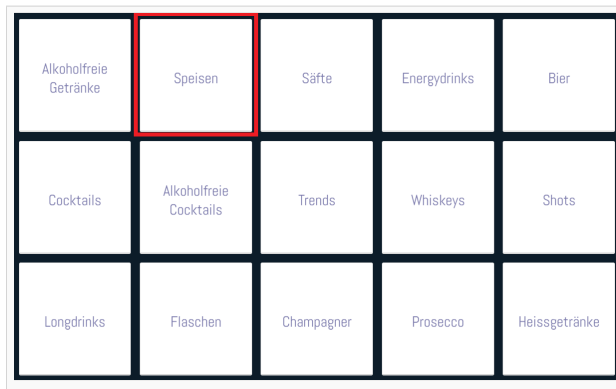 Alkoholfreie
Getränke
Speisen
Säfte
Energydrinks
Bier
Cocktails
Alkoholfreie
Cocktails
Trends
Whiskeys
Shots
Longdrinks
Flaschen
Champagner
Prosecco
Heissgetränke